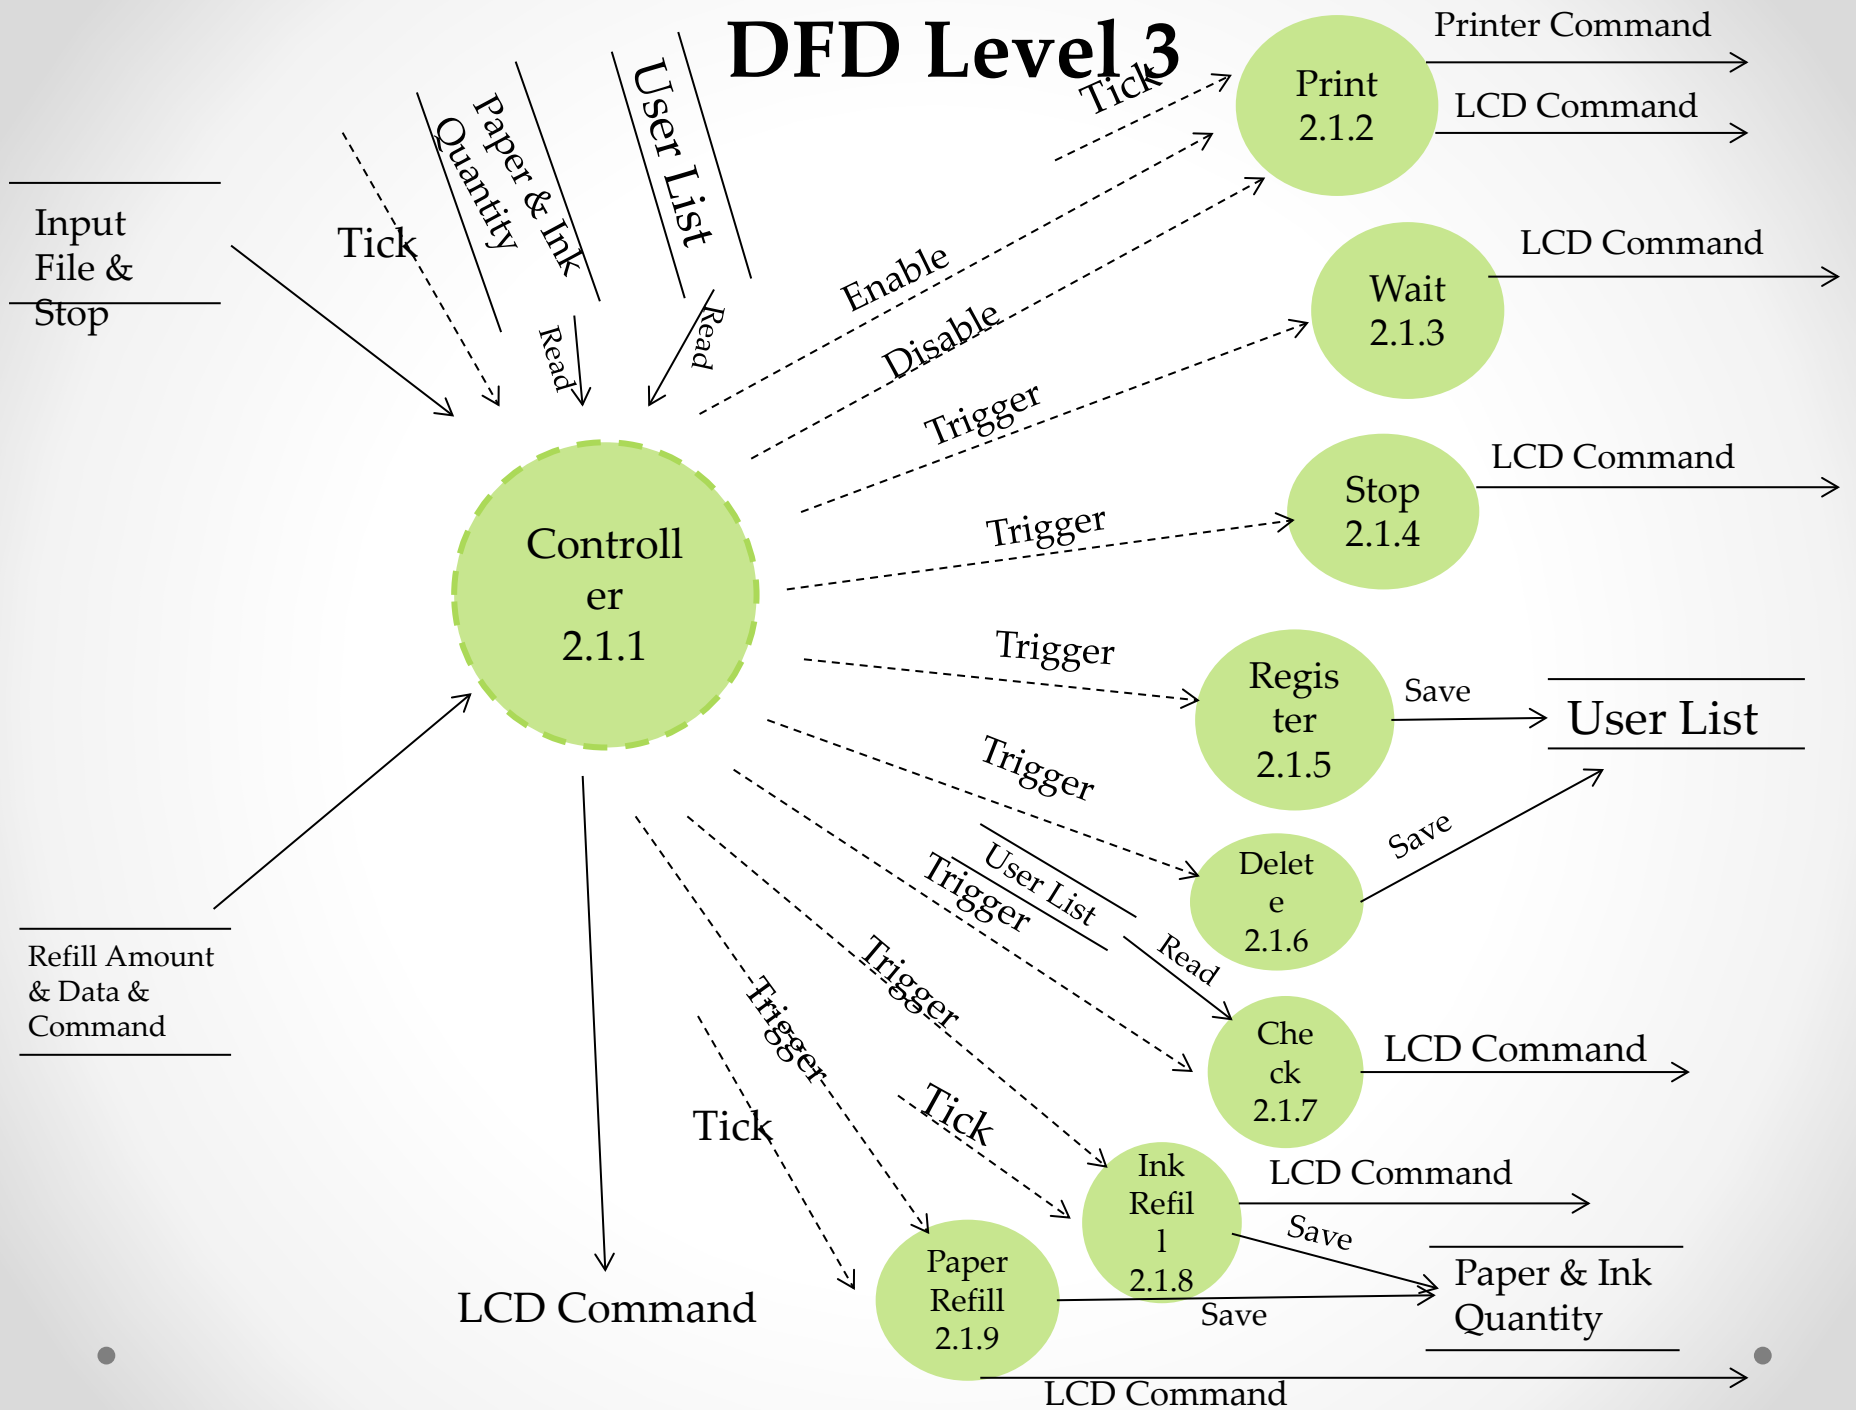 DFD Level 3
Printer Command
Tick
Print
2.1.2
LCD Command
User List
Paper & Ink
Quantity
Input
File &
Stop
Tick
Read
Read
Enable
Disable
Trigger
Wait
2.1.3
LCD Command
Stop
2.1.4
LCD Command
Trigger
Controll
er
2.1.1
Trigger
Regis
ter
2.1.5
Save
User List
Trigger
Delet
e
2.1.6
Save
User List
Trigger
Read
Che
ck
2.1.7
LCD Command
Refill Amount
& Data &
Command
Trigger
Trigger
Tick
Tick
Ink
Refil
l
2.1.8
LCD Command
Save
Paper
Refill
2.1.9
Save
Paper & Ink
Quantity
LCD Command
LCD Command